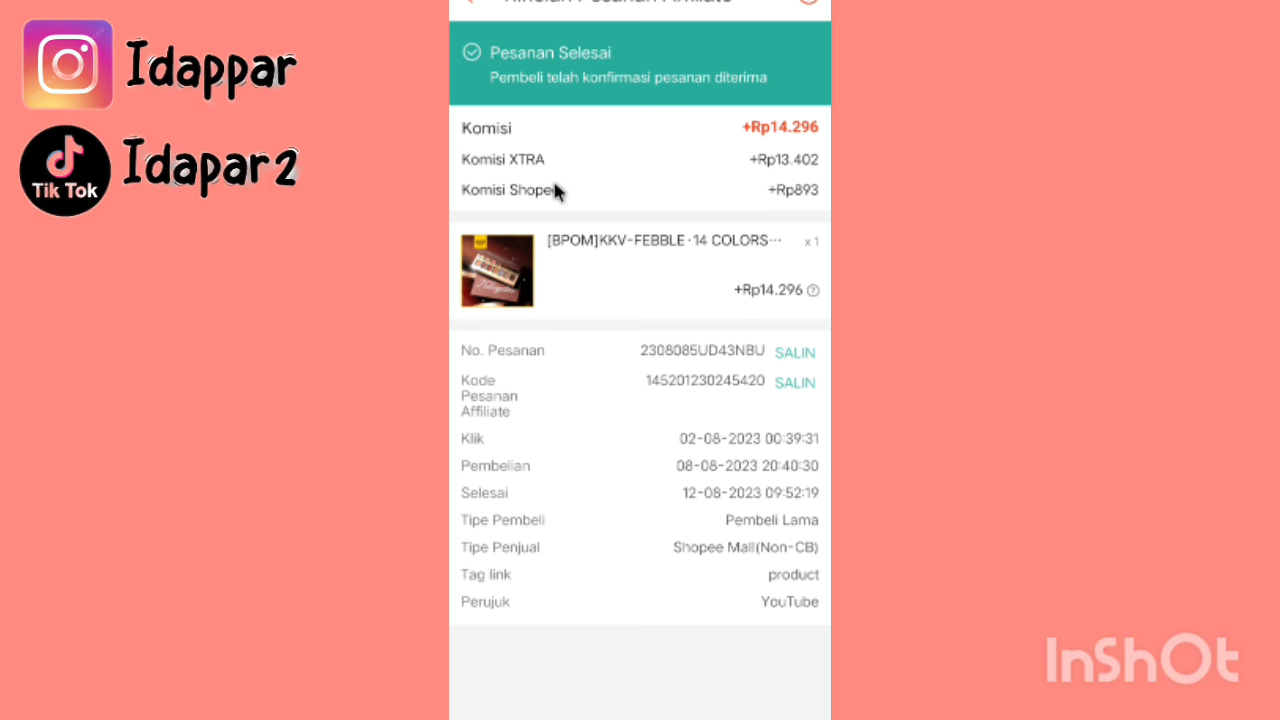 Idappar
Tik Tok
Idapar2
Pesanan Affiliate
Pesanan Selesai
Pembeli telah konfirmasi pesanan diterima
Komisi +Rp14.296
Komisi XTRA +Rp13.402
Komisi Shopee +Rp893
[BPOM]KKV-FEBBLE·14 COLORS··· x1
+Rp14.296
No. Pesanan 2308085UD43NBU SALIN
Kode Pesanan Affiliate 145201230245420 SALIN
Klik 02-08-2023 00:39:31
Pembelian 08-08-2023 20:40:30
Selesai 12-08-2023 09:52:19
Tipe Pembeli Pembeli Lama
Tipe Penjual Shopee Mall(Non-CB)
Tag link product
Perujuk YouTube
InShOt